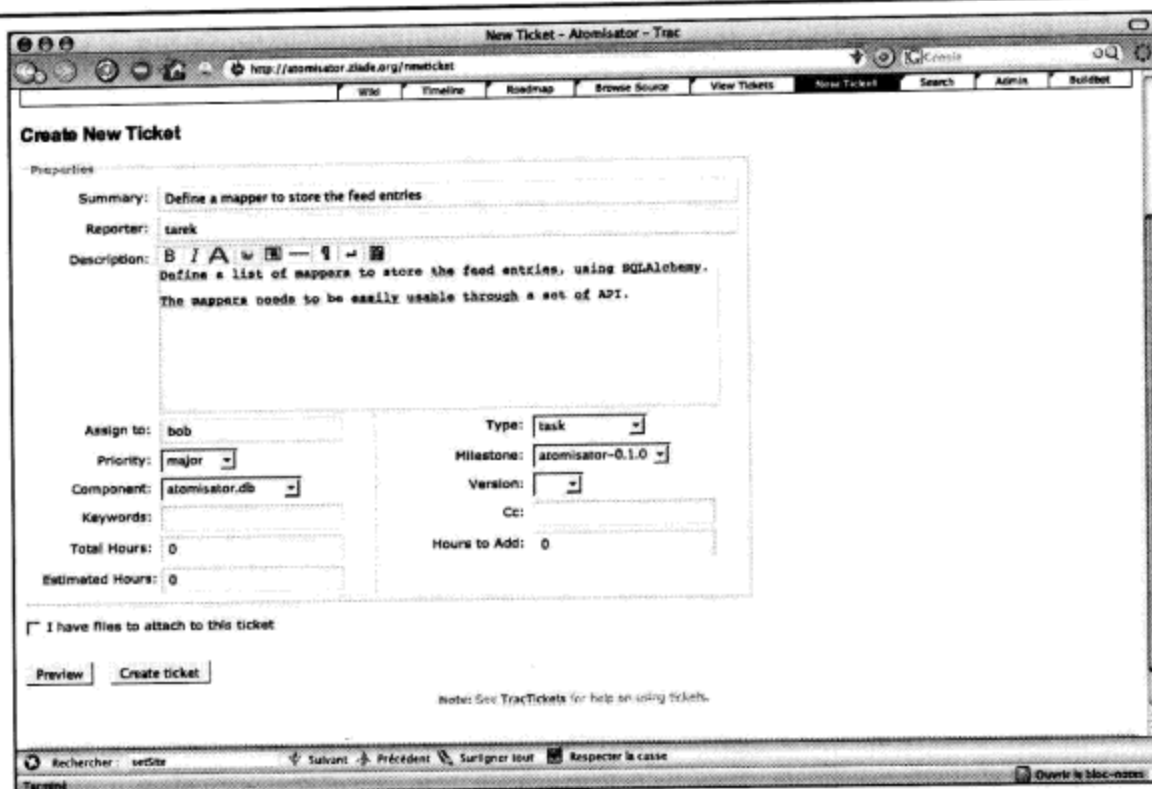 New Ticket - Atomisator - Trac
http://atomisator.ziade.org/newticket
Wiki Timeline Roadmap Browse Source View Tickets New Ticket Search Admin Buildbot
Create New Ticket
Properties
Summary: Define a mapper to store the feed entries
Reporter: tarek
Description: B I A
Define a list of mappers to store the feed entries, using SQLAlchemy.
The mappers needs to be easily usable through a set of API.
Assign to: bob Type: task
Priority: major Milestone: atomisator-0.1.0
Component: atomisator.db Version:
Keywords: Cc:
Total Hours: 0 Hours to Add: 0
Estimated Hours: 0
I have files to attach to this ticket
Preview Create ticket
Note: See TracTickets for help on using tickets.
Rechercher: setSite Suivant Précédent Surligner tout Respecter la casse
Terminé Ouvrir le bloc-notes